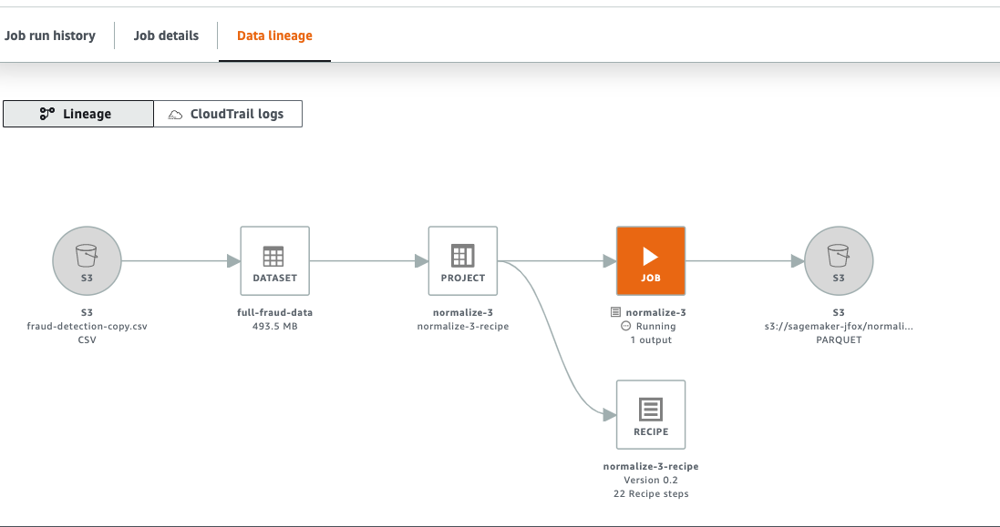 Job run history
Job details
Data lineage
Lineage
CloudTrail logs
S3
DATASET
PROJECT
JOB
S3
S3
fraud-detection-copy.csv
CSV
full-fraud-data
493.5 MB
normalize-3
normalize-3-recipe
normalize-3
Running
1 output
S3
s3://sagemaker-jfox/normali...
PARQUET
RECIPE
normalize-3-recipe
Version 0.2
22 Recipe steps